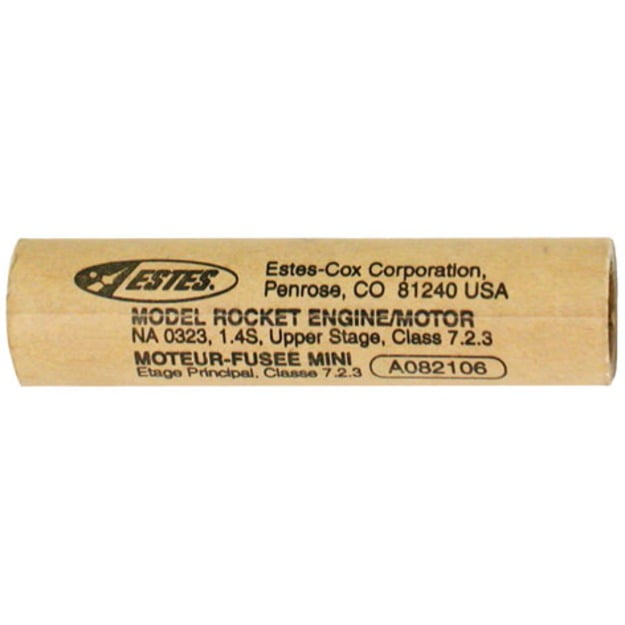 ESTES.
Estes-Cox Corporation,
Penrose, CO 81240 USA
MODEL ROCKET ENGINE/MOTOR
NA 0323, 1.4S, Upper Stage, Class 7.2.3
MOTEUR-FUSEE MINI
Etage Principal, Classe 7.2.3
A082106